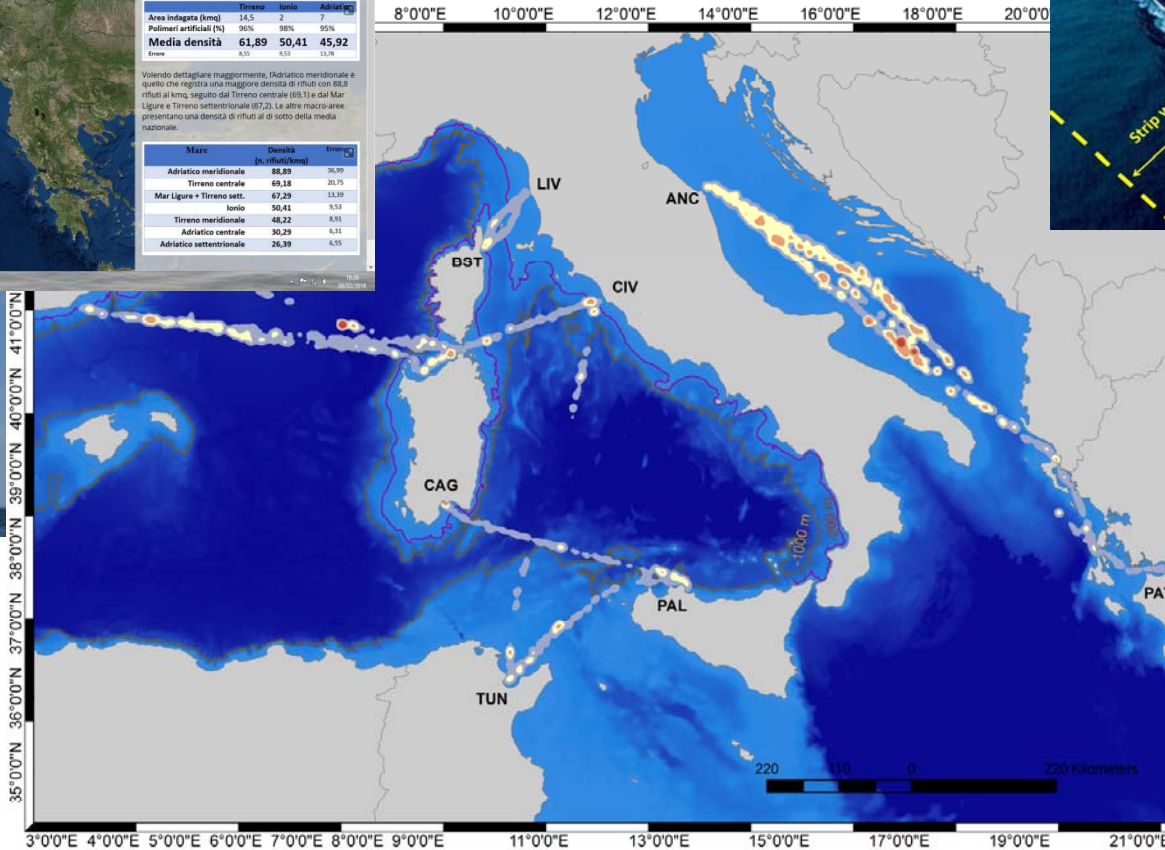 Tirreno Ionio Adriatico
Area indagata (kmq) 14,5 2 7
Polimeri artificiali (%) 96% 98% 95%
Media densità 61,89 50,41 45,92
Errore 8,55 9,53 13,78
Volendo dettagliare maggiormente, l'Adriatico meridionale è
quello che registra una maggiore densità di rifiuti con 88,8
rifiuti al kmq, seguito dal Tirreno centrale (69,1) e dal Mar
Ligure e Tirreno settentrionale (67,2). Le altre macro-aree
presentano una densità di rifiuti al di sotto della media
nazionale.
Mare Densità Errore
(n. rifiuti/kmq)
Adriatico meridionale 88,89 36,99
Tirreno centrale 69,18 20,75
Mar Ligure + Tirreno sett. 67,29 13,39
Ionio 50,41 9,53
Tirreno meridionale 48,22 8,91
Adriatico centrale 30,29 6,31
Adriatico settentrionale 26,39 6,55
8°0'0"E 10°0'0"E 12°0'0"E 14°0'0"E 16°0'0"E 18°0'0"E 20°0'0"
Strip
LIV
ANC
BST
CIV
41°0'0"N
40°0'0"N
39°0'0"N
38°0'0"N
37°0'0"N
36°0'0"N
35°0'0"N
CAG
1000 m
200 m
PAL
PA
TUN
220 110 0 220 Kilometers
3°0'0"E 4°0'0"E 5°0'0"E 6°0'0"E 7°0'0"E 8°0'0"E 9°0'0"E 11°0'0"E 13°0'0"E 15°0'0"E 17°0'0"E 19°0'0"E 21°0'0"